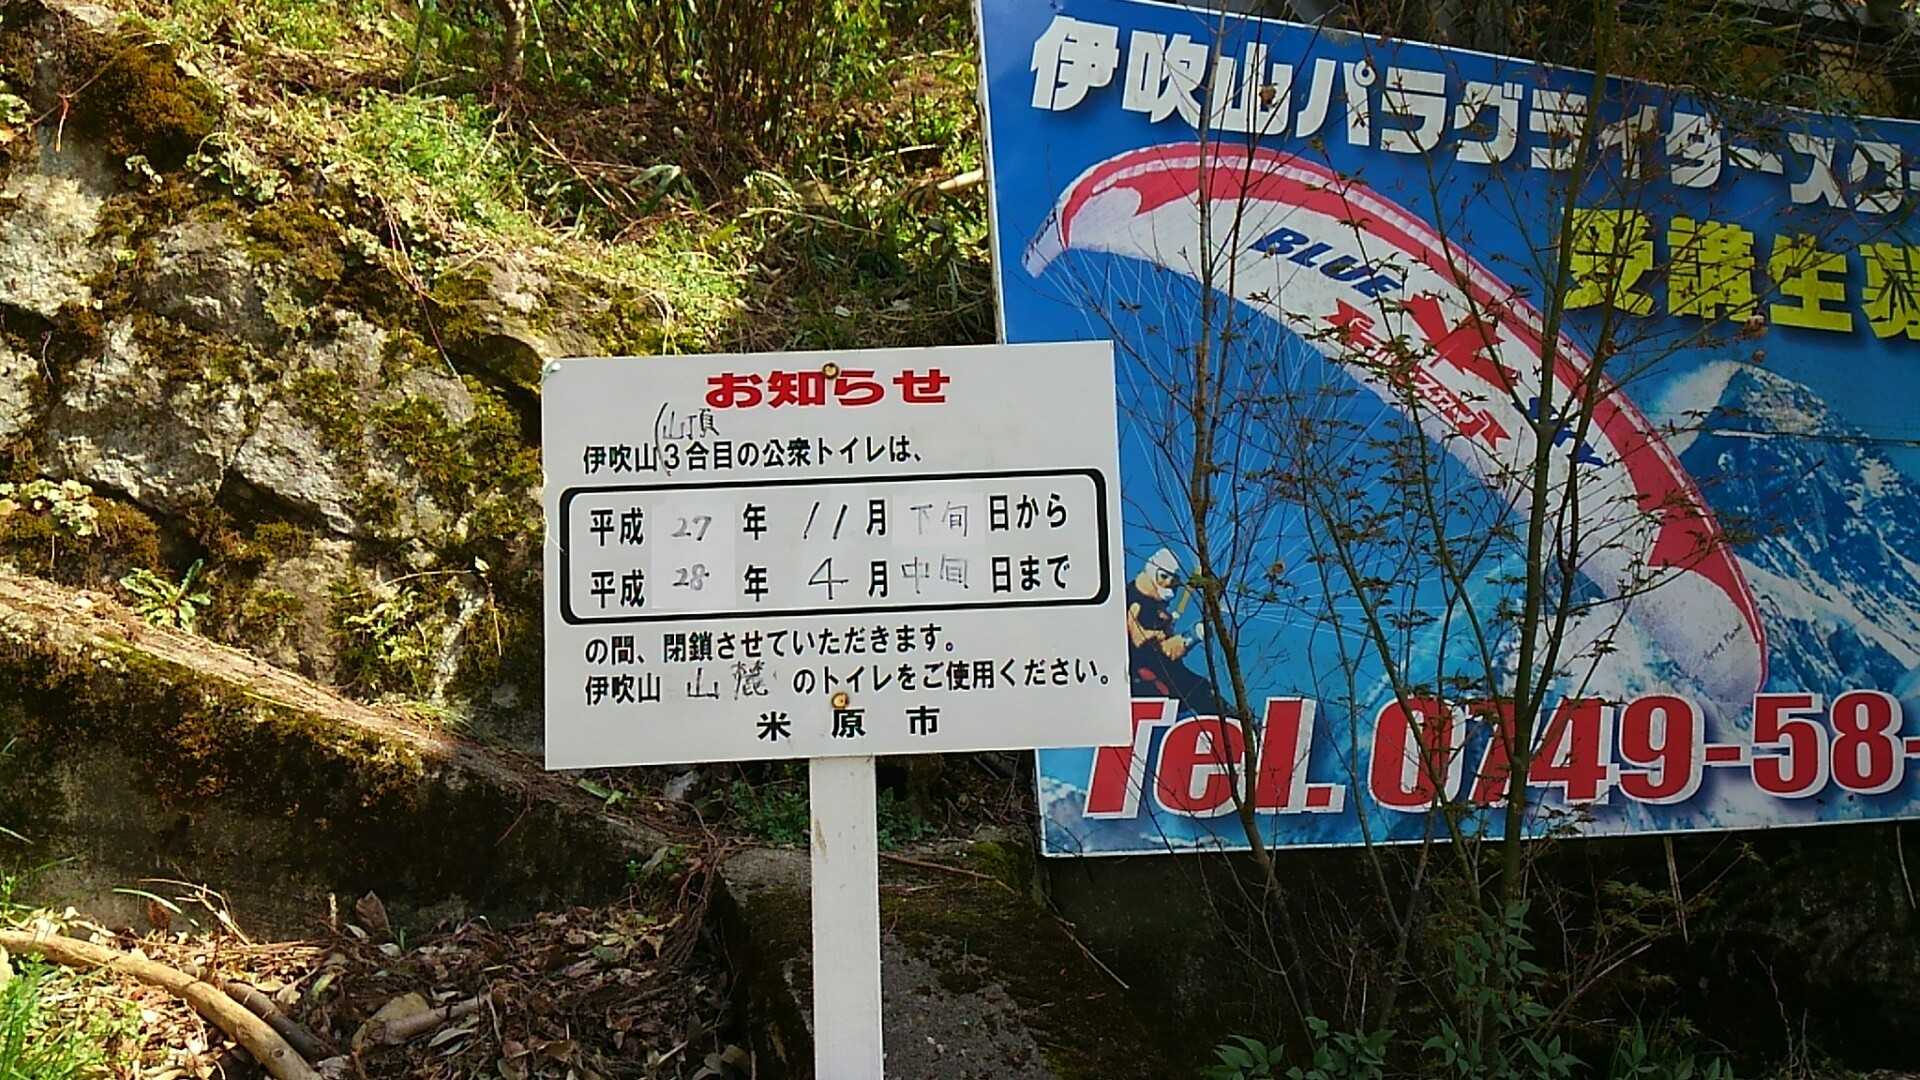 お知らせ
(山頂
伊吹山3合目の公衆トイレは、
平成 27 年 11 月 下旬 日から
平成 28 年 4 月 中旬 日まで
の間、閉鎖させていただきます。
伊吹山 山麓 のトイレをご使用ください。
米原市
伊吹山パラグライダースク
受講生募
BLUE
Tel. 0749-58-